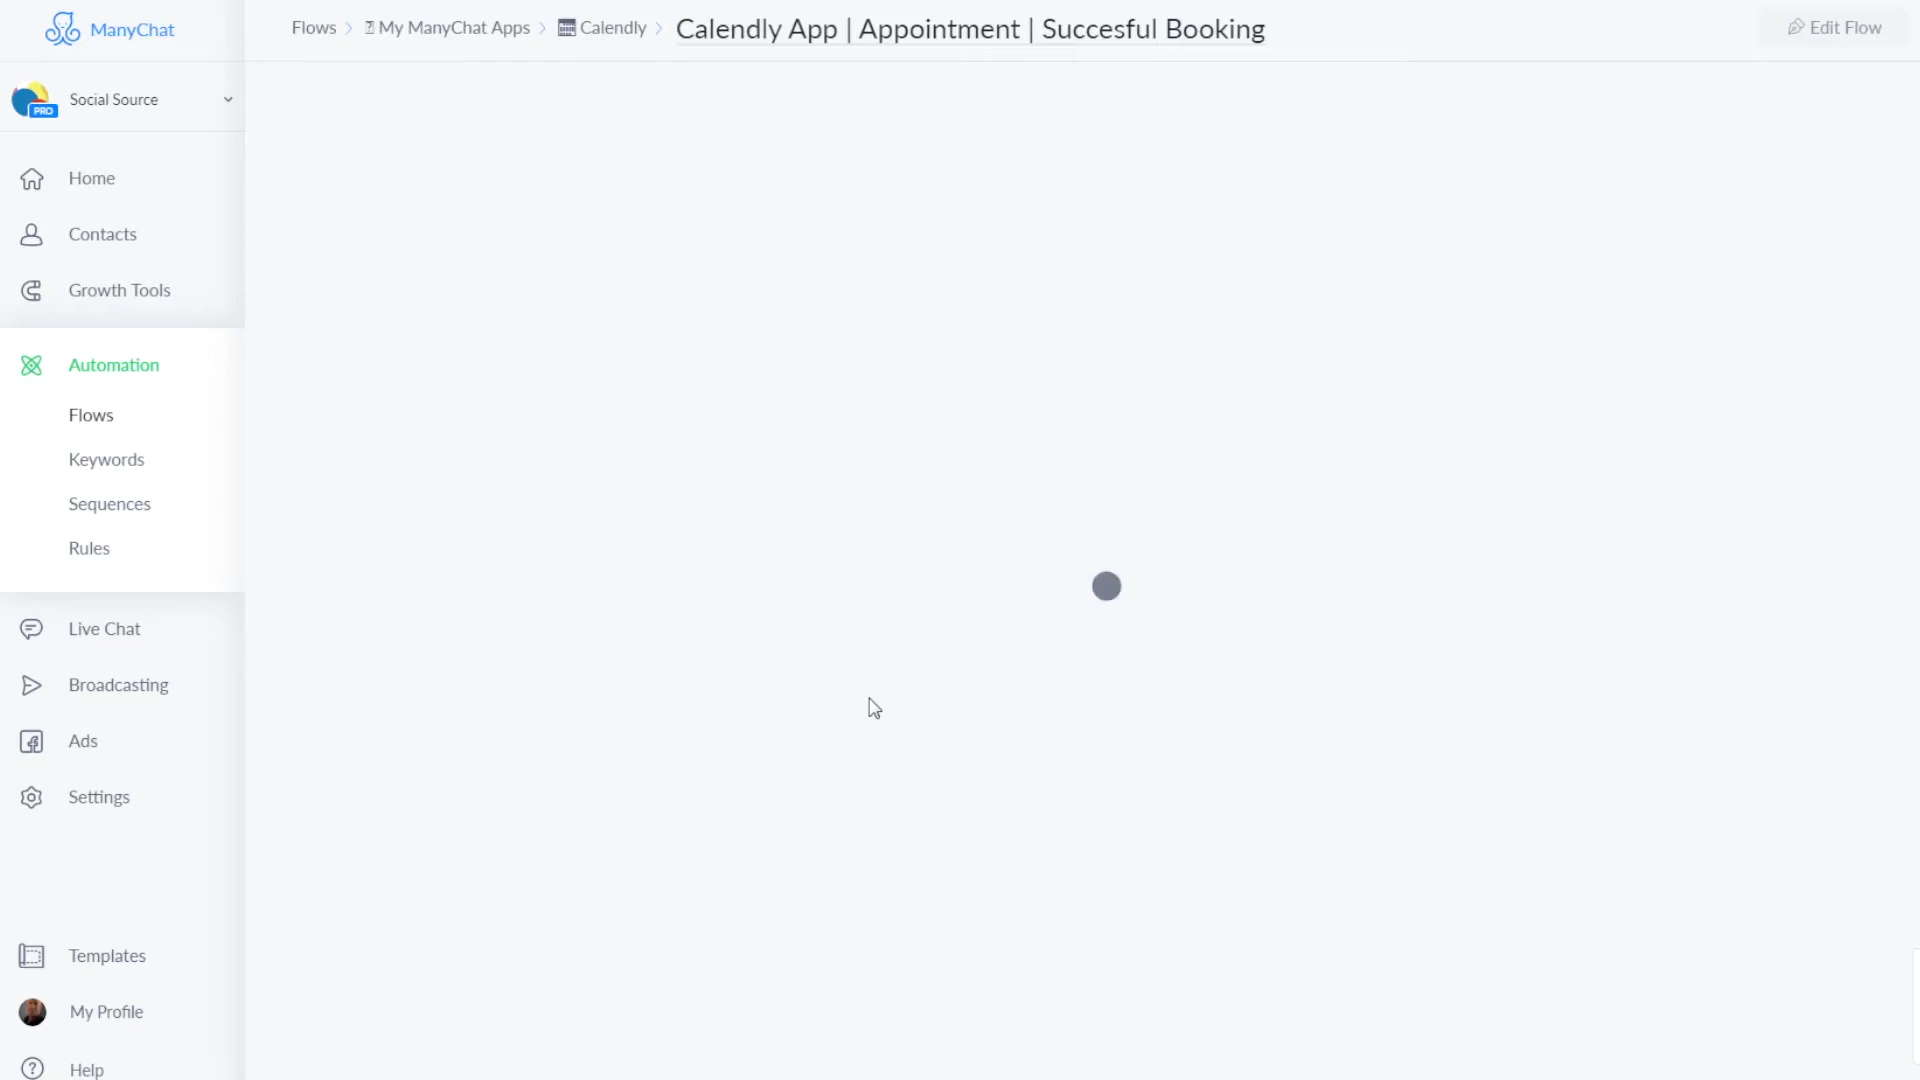 ManyChat
Flows
My ManyChat Apps
Calendly
Calendly App | Appointment | Succesful Booking
Edit Flow
PRO
Social Source
Home
Contacts
Growth Tools
Automation
Flows
Keywords
Sequences
Rules
Live Chat
Broadcasting
Ads
Settings
Templates
My Profile
Help